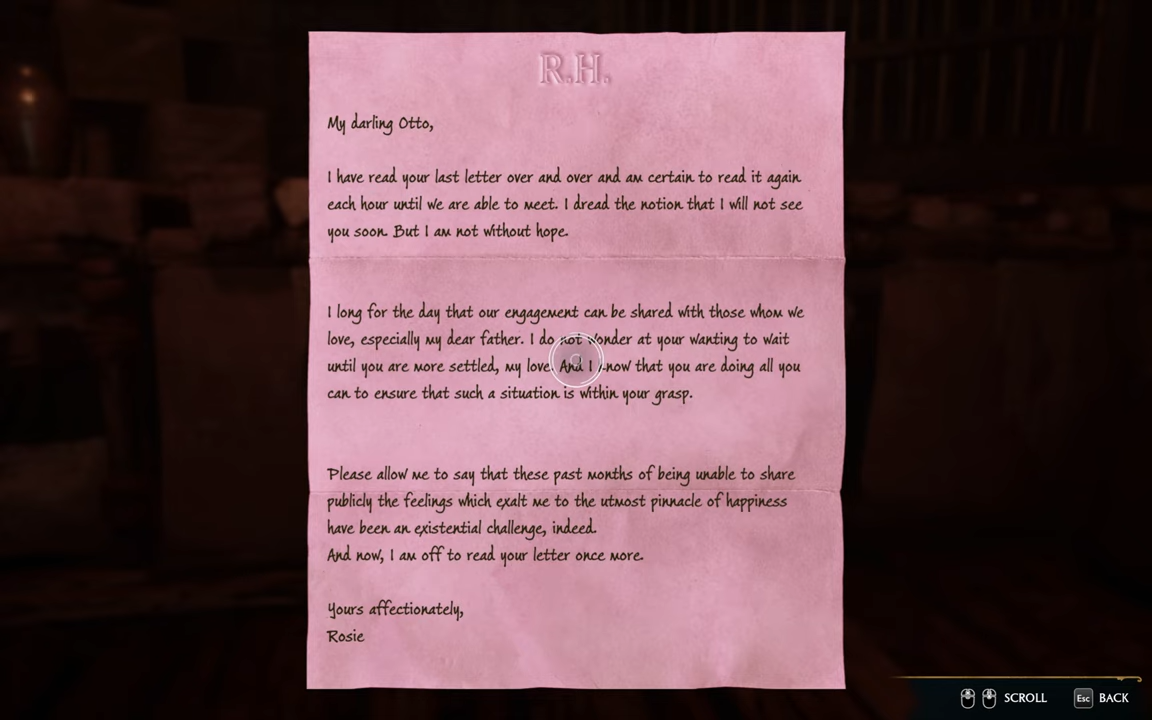 R.H.
My darling Otto,
I have read your last letter over and over and am certain to read it again
each hour until we are able to meet. I dread the notion that I will not see
you soon. But I am not without hope.
I long for the day that our engagement can be shared with those whom we
love, especially my dear father. I do not wonder at your wanting to wait
until you are more settled, my love. And I know that you are doing all you
can to ensure that such a situation is within your grasp.
Please allow me to say that these past months of being unable to share
publicly the feelings which exalt me to the utmost pinnacle of happiness
have been an existential challenge, indeed.
And now, I am off to read your letter once more.
Yours affectionately,
Rosie
SCROLL
Esc BACK